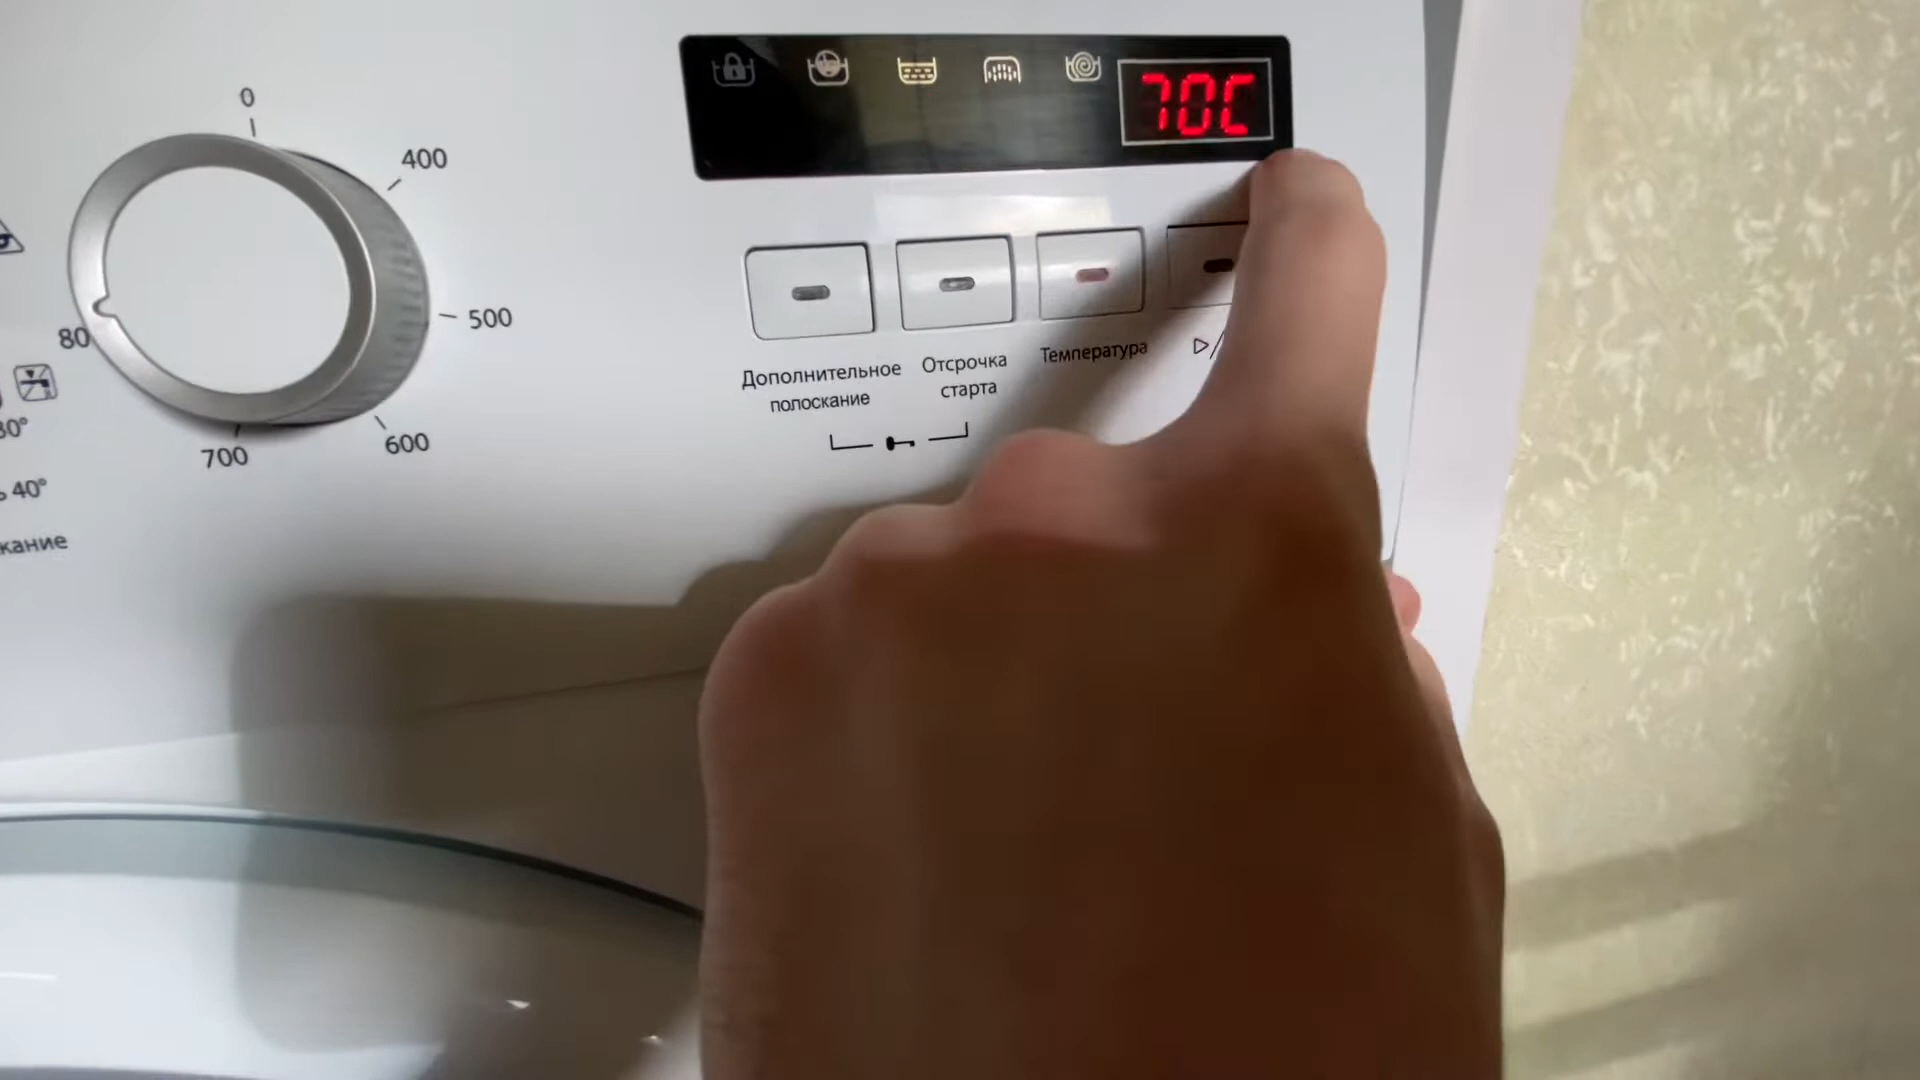 70C
0
400
500
600
700
80
30°
40°
кание
Дополнительное
полоскание
Отсрочка
старта
Температура